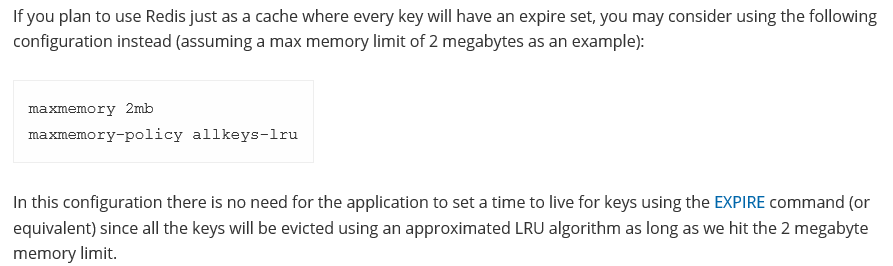 If you plan to use Redis just as a cache where every key will have an expire set, you may consider using the following
configuration instead (assuming a max memory limit of 2 megabytes as an example):
maxmemory 2mb
maxmemory-policy allkeys-lru
In this configuration there is no need for the application to set a time to live for keys using the EXPIRE command (or
equivalent) since all the keys will be evicted using an approximated LRU algorithm as long as we hit the 2 megabyte
memory limit.